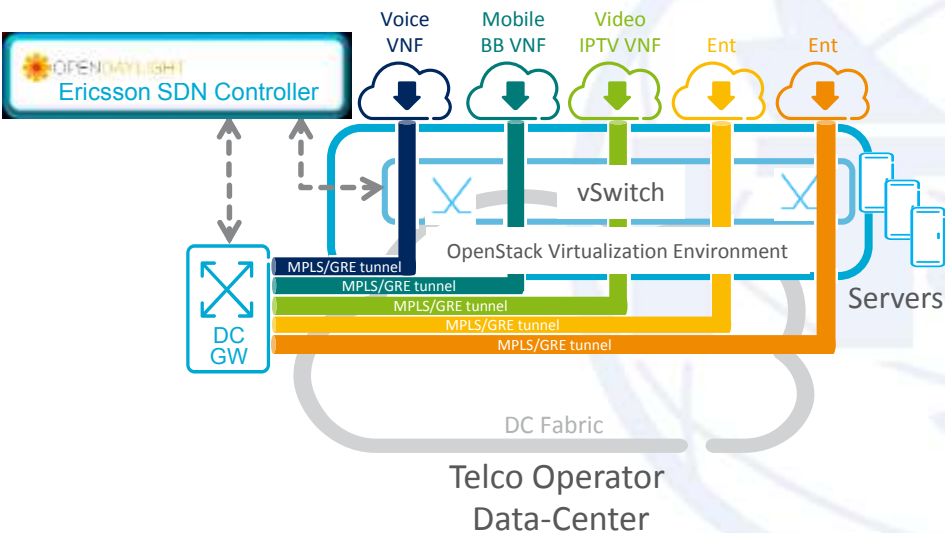 Voice
VNF
Mobile
BB VNF
Video
IPTV VNF
Ent
Ent
OPENDAYLIGHT
Ericsson SDN Controller
vSwitch
OpenStack Virtualization Environment
MPLS/GRE tunnel
MPLS/GRE tunnel
MPLS/GRE tunnel
MPLS/GRE tunnel
MPLS/GRE tunnel
DC
GW
Servers
DC Fabric
Telco Operator
Data-Center